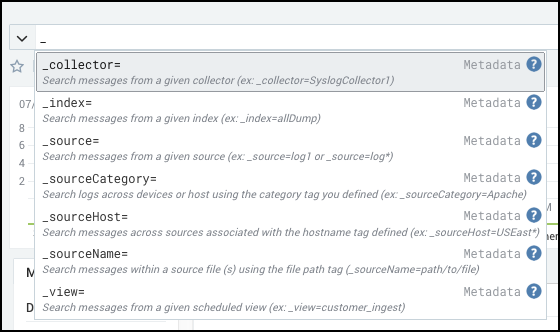 _
_collector= Metadata ?
Search messages from a given collector (ex: _collector=SyslogCollector1)
_index= Metadata ?
Search messages from a given index (ex: _index=allDump)
_source= Metadata ?
Search messages from a given source (ex: _source=log1 or _source=log*)
_sourceCategory= Metadata ?
Search logs across devices or host using the category tag you defined (ex: _sourceCategory=Apache)
_sourceHost= Metadata ?
Search messages across sources associated with the hostname tag defined (ex: _sourceHost=USEast*)
_sourceName= Metadata ?
Search messages within a source file (s) using the file path tag (_sourceName=path/to/file)
_view= Metadata ?
Search messages from a given scheduled view (ex: _view=customer_ingest)
07/
8
6
4
2
M
M
D